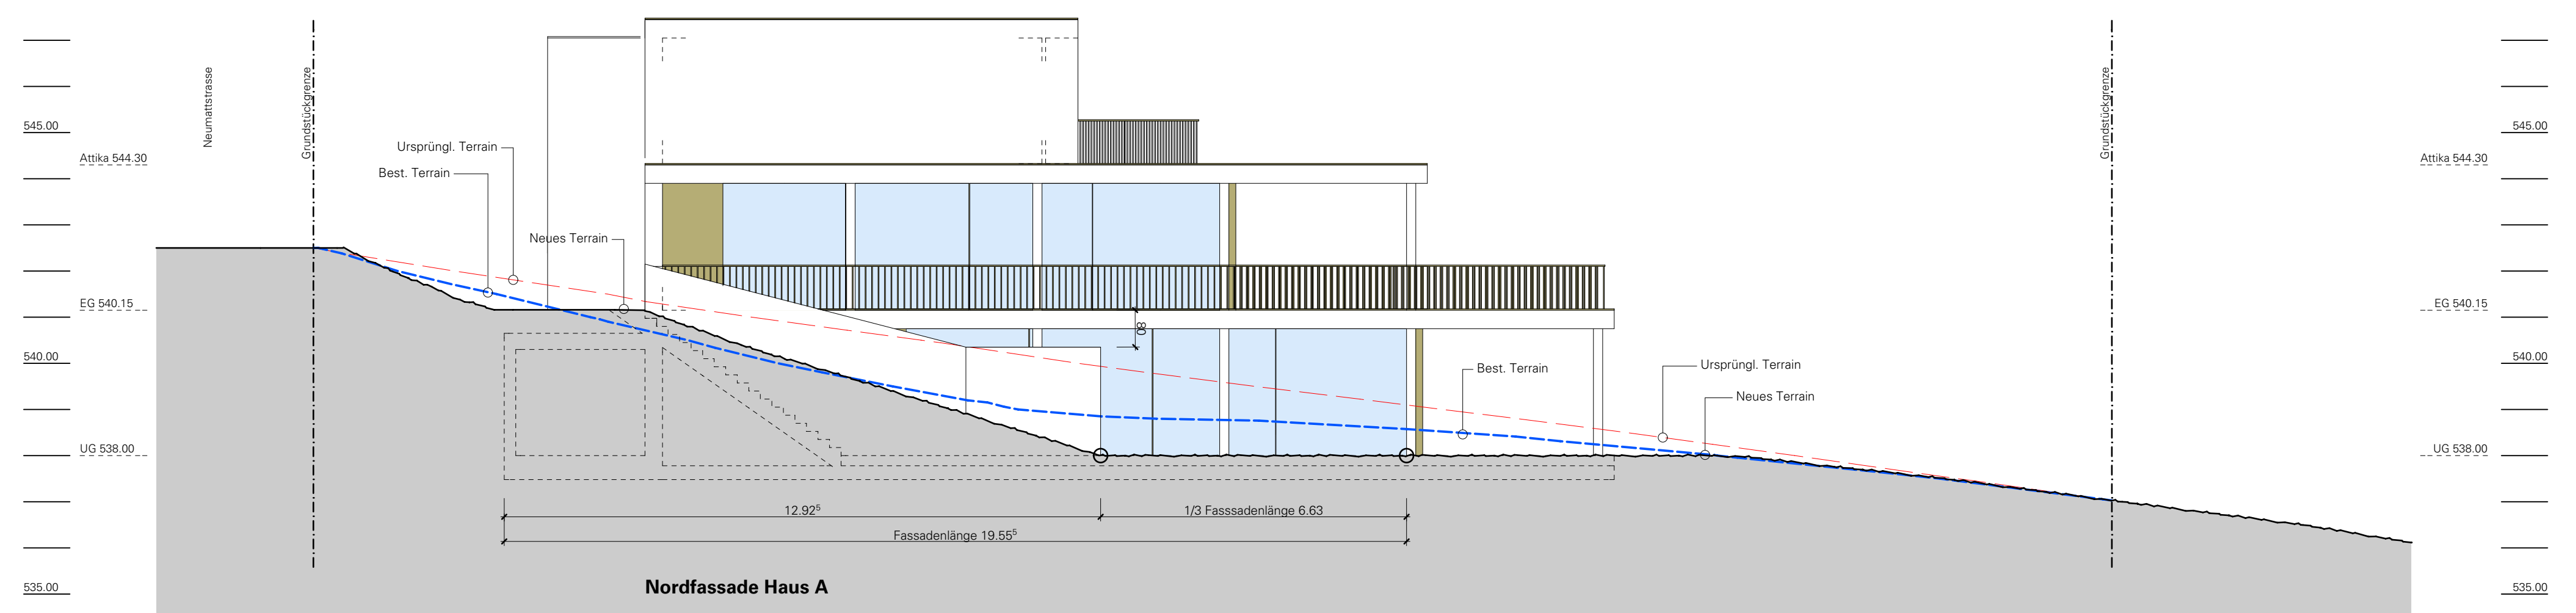 Neumattstrasse
Grundstückgrenze
Grundstückgrenze
545.00
545.00
Ursprüngl. Terrain
Attika 544.30
Attika 544.30
Best. Terrain
Neues Terrain
EG 540.15
EG 540.15
80
540.00
540.00
Best. Terrain
Ursprüngl. Terrain
Neues Terrain
UG 538.00
UG 538.00
12.92⁵
1/3 Fasssadenlänge 6.63
Fassadenlänge 19.55⁵
535.00
535.00
Nordfassade Haus A